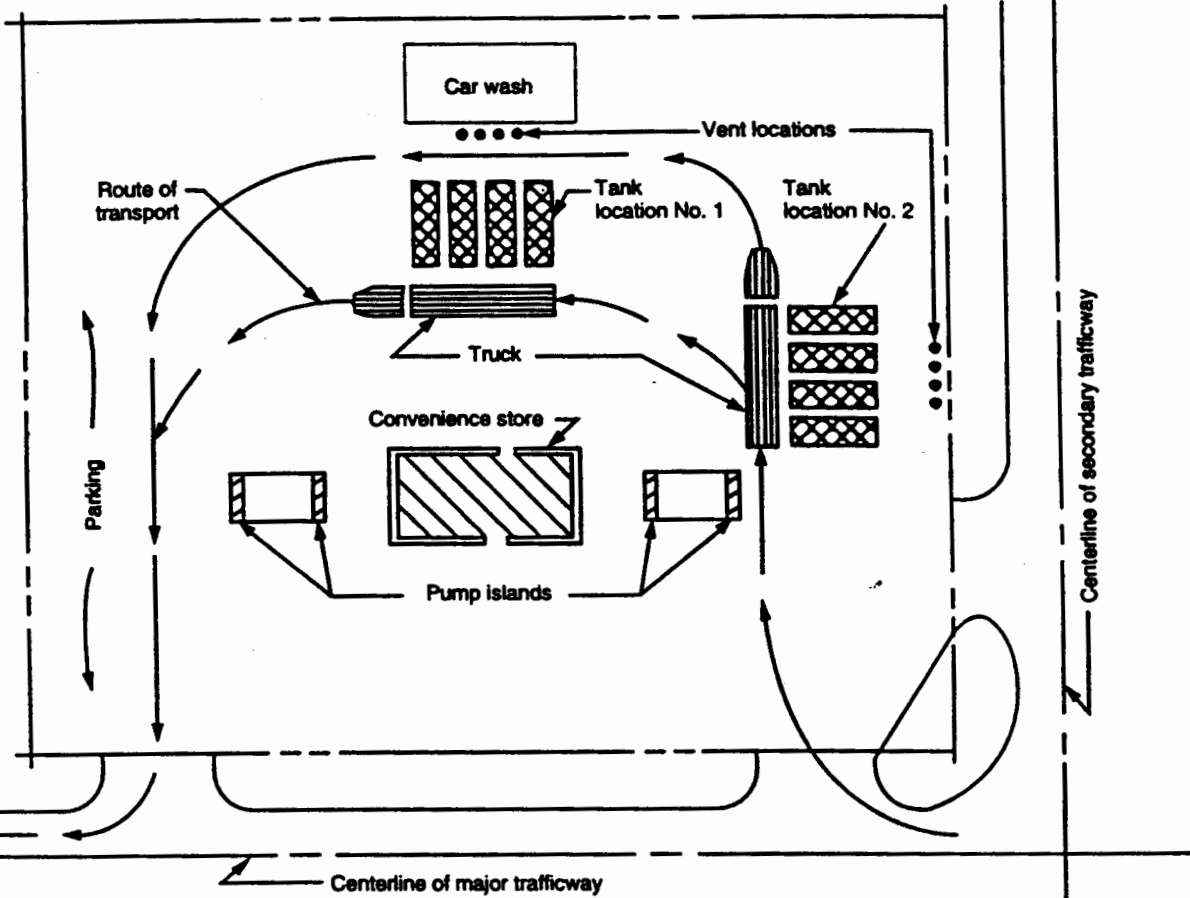 Car wash
Vent locations
Route of
transport
Tank
location No. 1
Tank
location No. 2
Truck
Convenience store
Parking
Pump islands
Centerline of secondary trafficway
Centerline of major trafficway